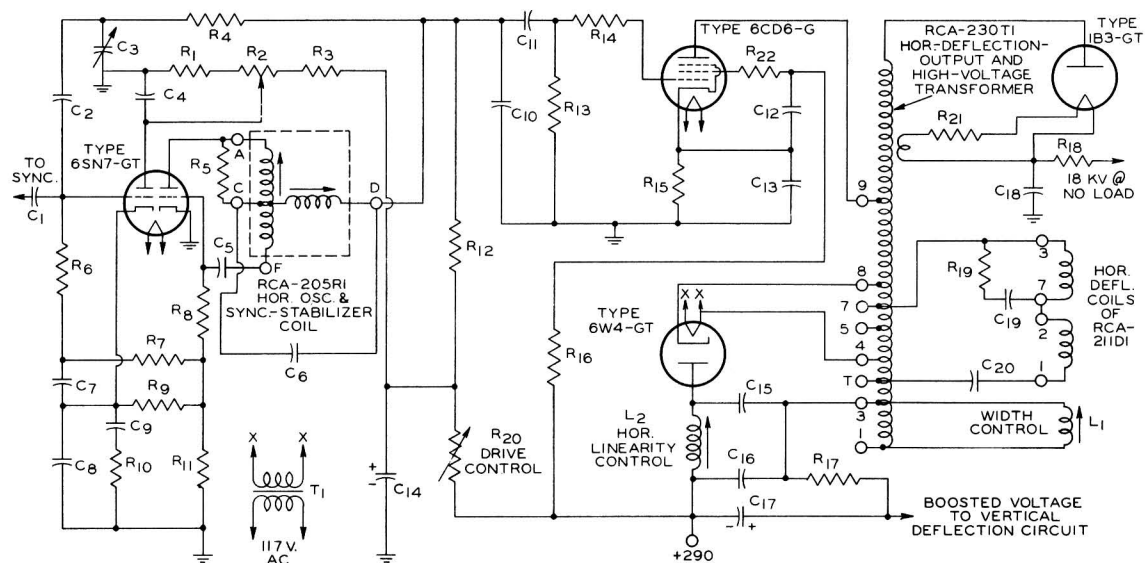 C3
R4
R1
R2
R3
C2
C4
TYPE
6SN7-GT
TO
SYNC.
C1
R5
A
C
D
F
C5
RCA-205R1
HOR. OSC. &
SYNC.-STABILIZER
COIL
R6
R8
R7
C6
C7
R9
C9
C8
R10
R11
X
X
T1
117 V.
AC
C14
+
-
R12
R20
DRIVE
CONTROL
C11
R14
C10
R13
TYPE 6CD6-G
R22
C12
R15
C13
R16
TYPE
6W4-GT
X X
L2
HOR.
LINEARITY
CONTROL
C15
C16
R17
C17
- +
+290
RCA-230T1
HOR.-DEFLECTION-
OUTPUT AND
HIGH-VOLTAGE
TRANSFORMER
TYPE
1B3-GT
R21
R18
18 KV @
NO LOAD
C18
9
8
7
5
4
T
3
1
R19
C19
3
7
2
1
HOR.
DEFL.
COILS
OF
RCA-
211D1
C20
WIDTH
CONTROL
L1
BOOSTED VOLTAGE
TO VERTICAL
DEFLECTION CIRCUIT